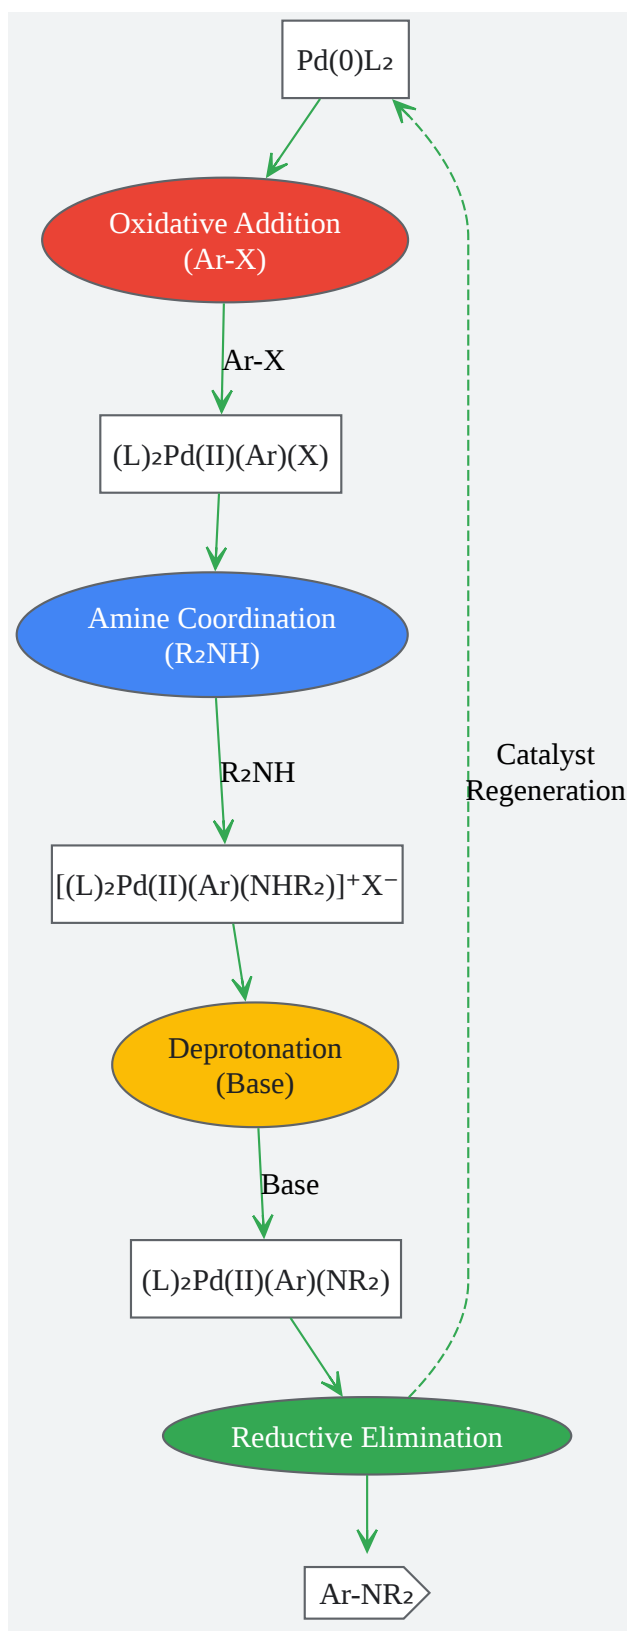 Pd(0)L₂
Oxidative Addition
(Ar-X)
Ar-X
(L)₂Pd(II)(Ar)(X)
Amine Coordination
(R₂NH)
R₂NH
Catalyst
Regeneration
[(L)₂Pd(II)(Ar)(NHR₂)]⁺X⁻
Deprotonation
(Base)
Base
(L)₂Pd(II)(Ar)(NR₂)
Reductive Elimination
Ar-NR₂